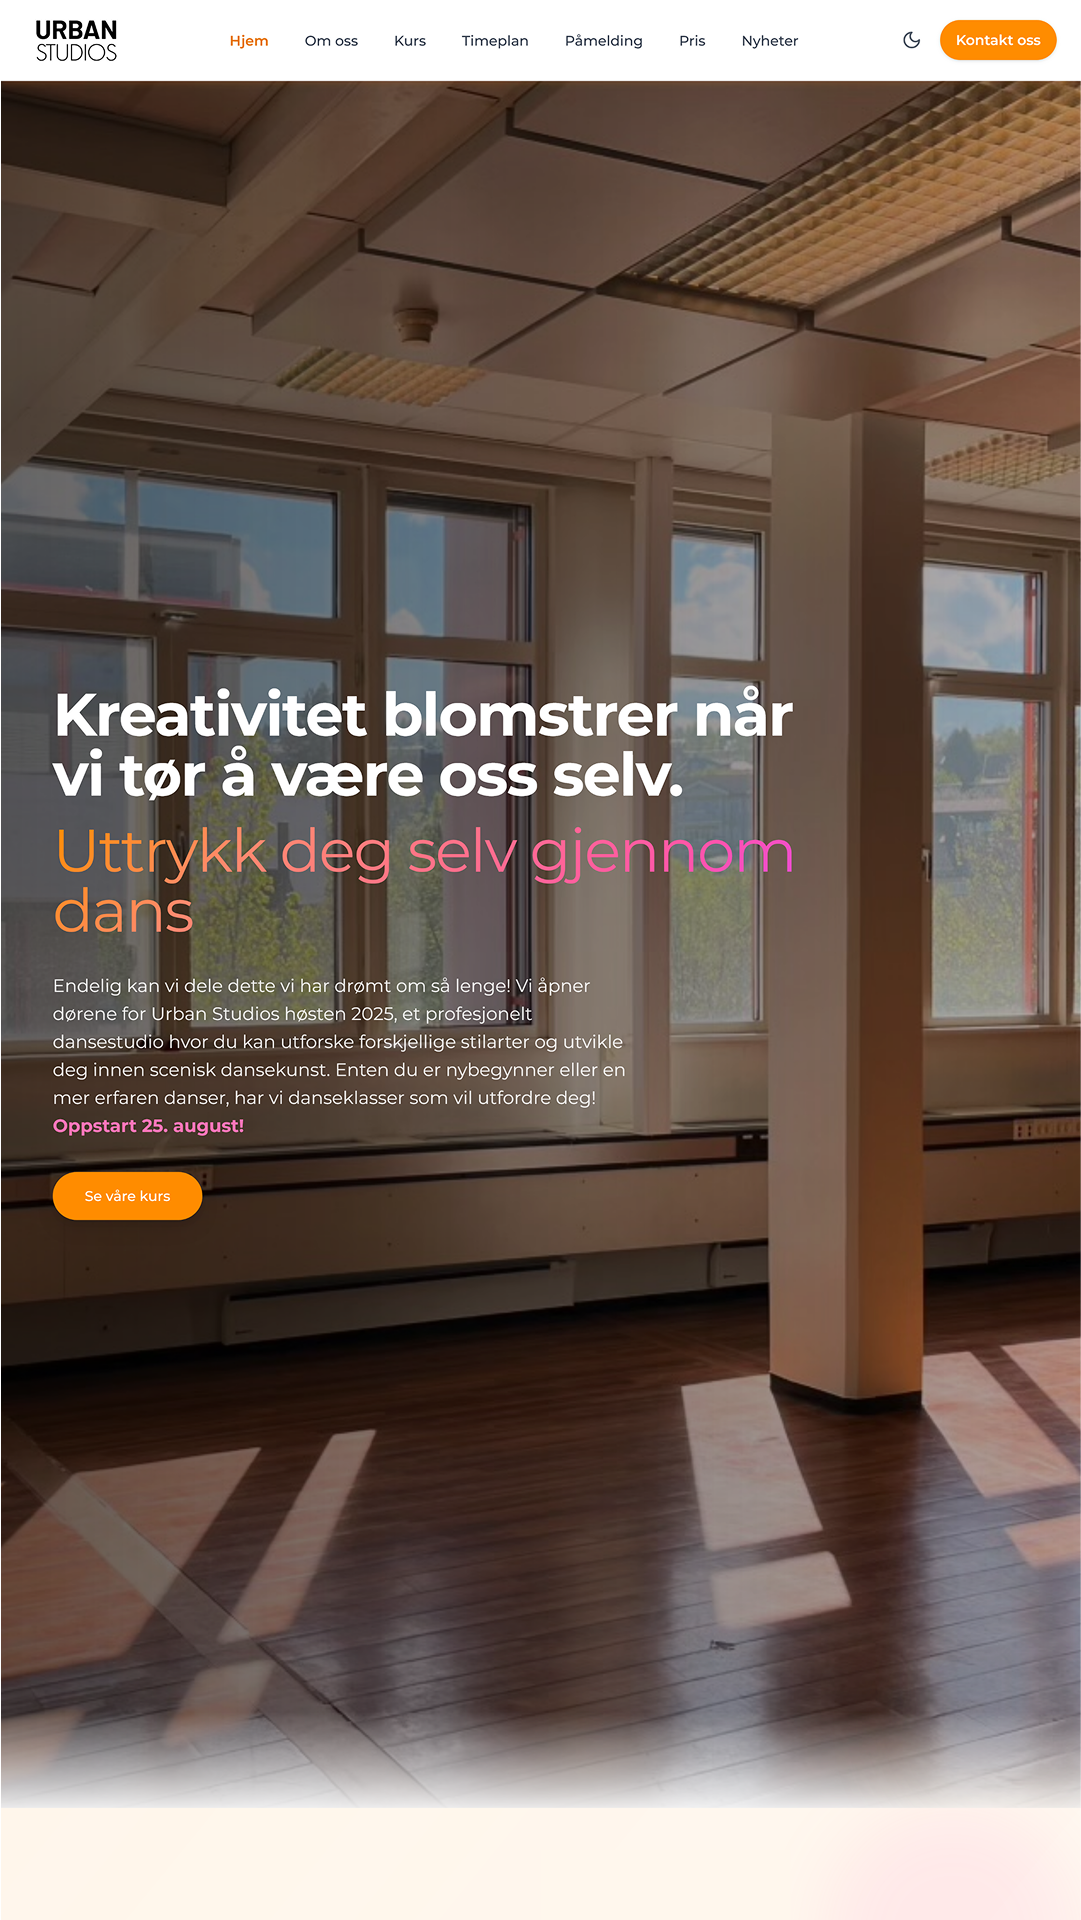 URBAN
STUDIOS
Hjem
Om oss
Kurs
Timeplan
Påmelding
Pris
Nyheter
Kontakt oss
Kreativitet blomstrer når
vi tør å være oss selv.
Uttrykk deg selv gjennom
dans
Endelig kan vi dele dette vi har drømt om så lenge! Vi åpner
dørene for Urban Studios høsten 2025, et profesjonelt
dansestudio hvor du kan utforske forskjellige stilarter og utvikle
deg innen scenisk dansekunst. Enten du er nybegynner eller en
mer erfaren danser, har vi danseklasser som vil utfordre deg!
Oppstart 25. august!
Se våre kurs